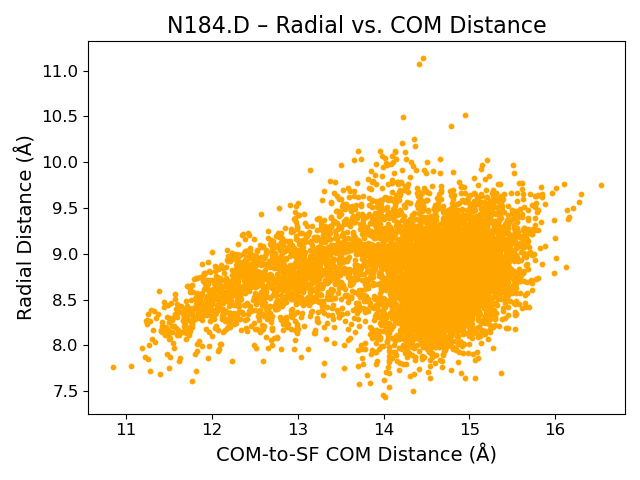 N184.D – Radial vs. COM Distance
Radial Distance (Å)
11.0
10.5
10.0
9.5
9.0
8.5
8.0
7.5
11 12 13 14 15 16
COM-to-SF COM Distance (Å)